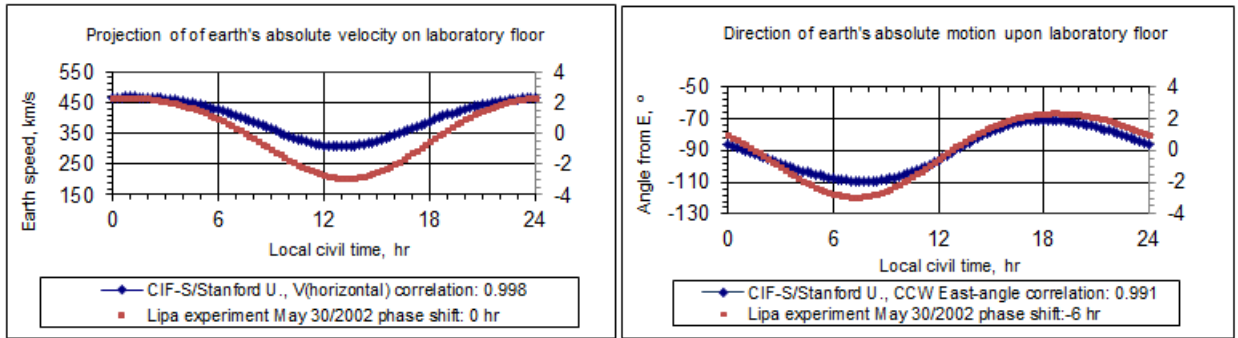 Projection of of earth's absolute velocity on laboratory floor
Earth speed, km/s
550
450
350
250
150
4
2
0
-2
-4
0 6 12 18 24
Local civil time, hr
CIF-S/Stanford U., V(horizontal) correlation: 0.998
Lipa experiment May 30/2002 phase shift: 0 hr
Direction of earth's absolute motion upon laboratory floor
Angle from E, º
-50
-70
-90
-110
-130
4
2
0
-2
-4
0 6 12 18 24
Local civil time, hr
CIF-S/Stanford U., CCW East-angle correlation: 0.991
Lipa experiment May 30/2002 phase shift:-6 hr